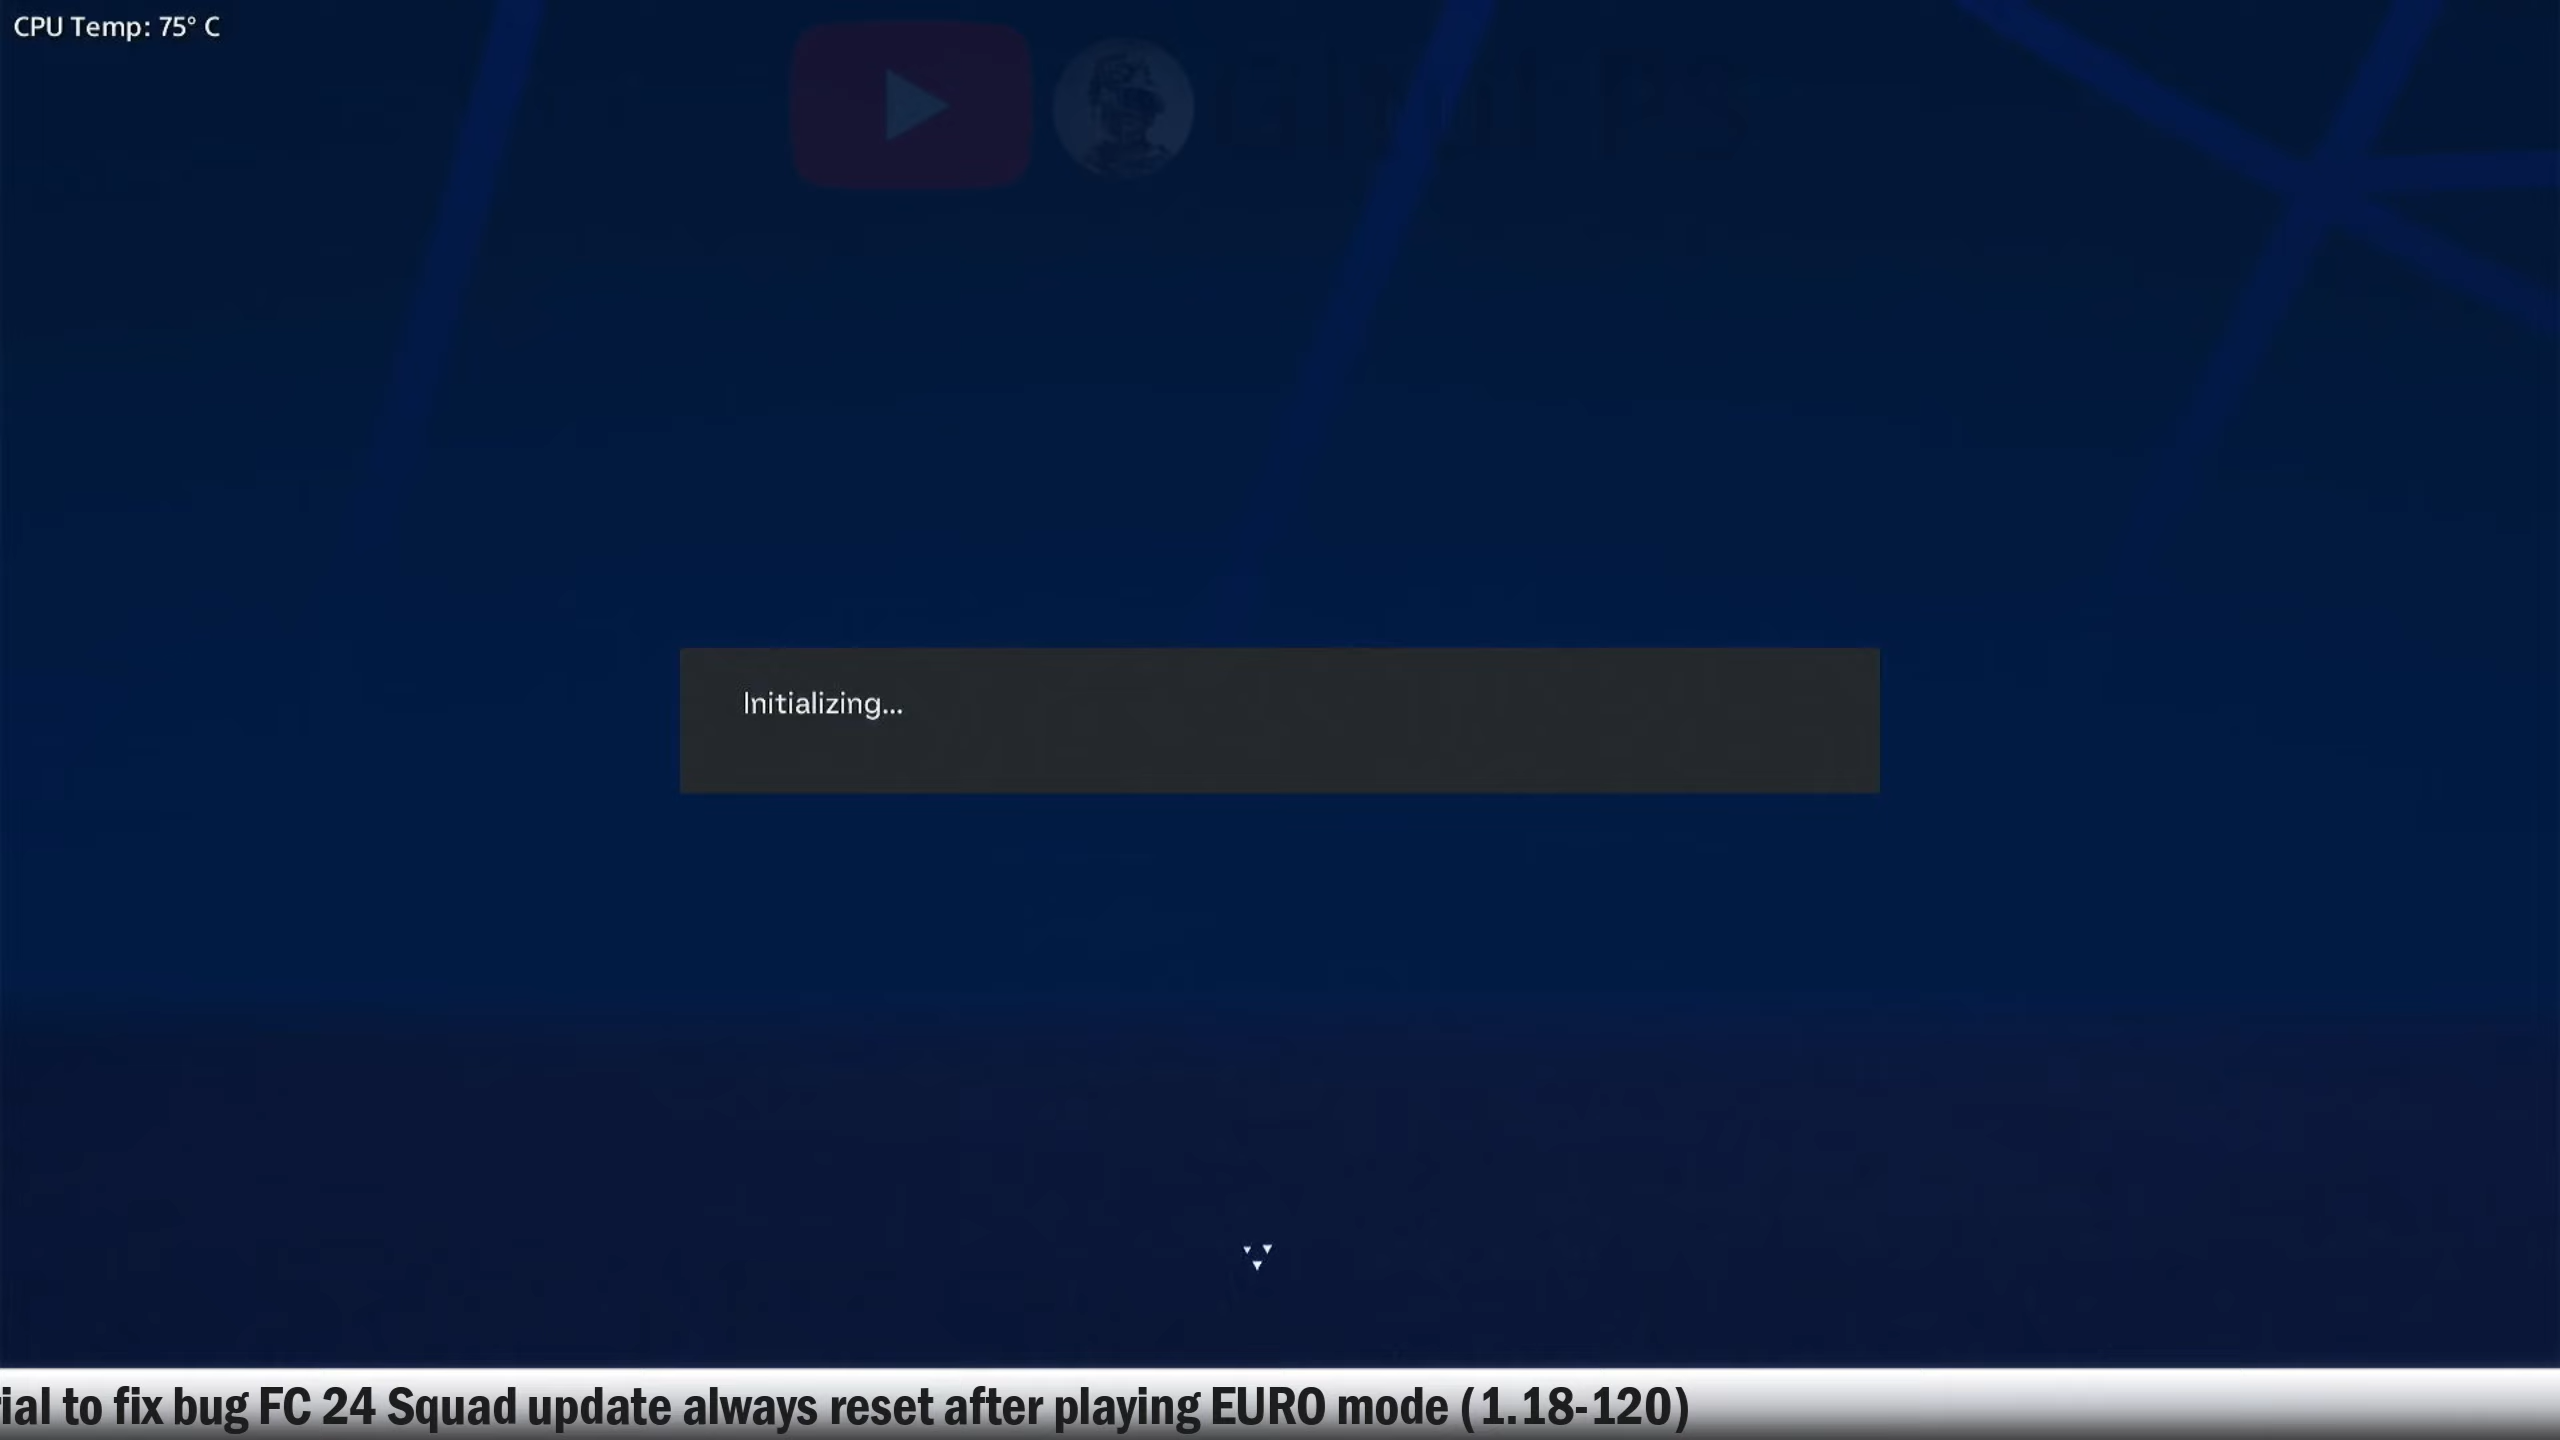 CPU Temp: 75° C
Initializing...
ial to fix bug FC 24 Squad update always reset after playing EURO mode (1.18-120)